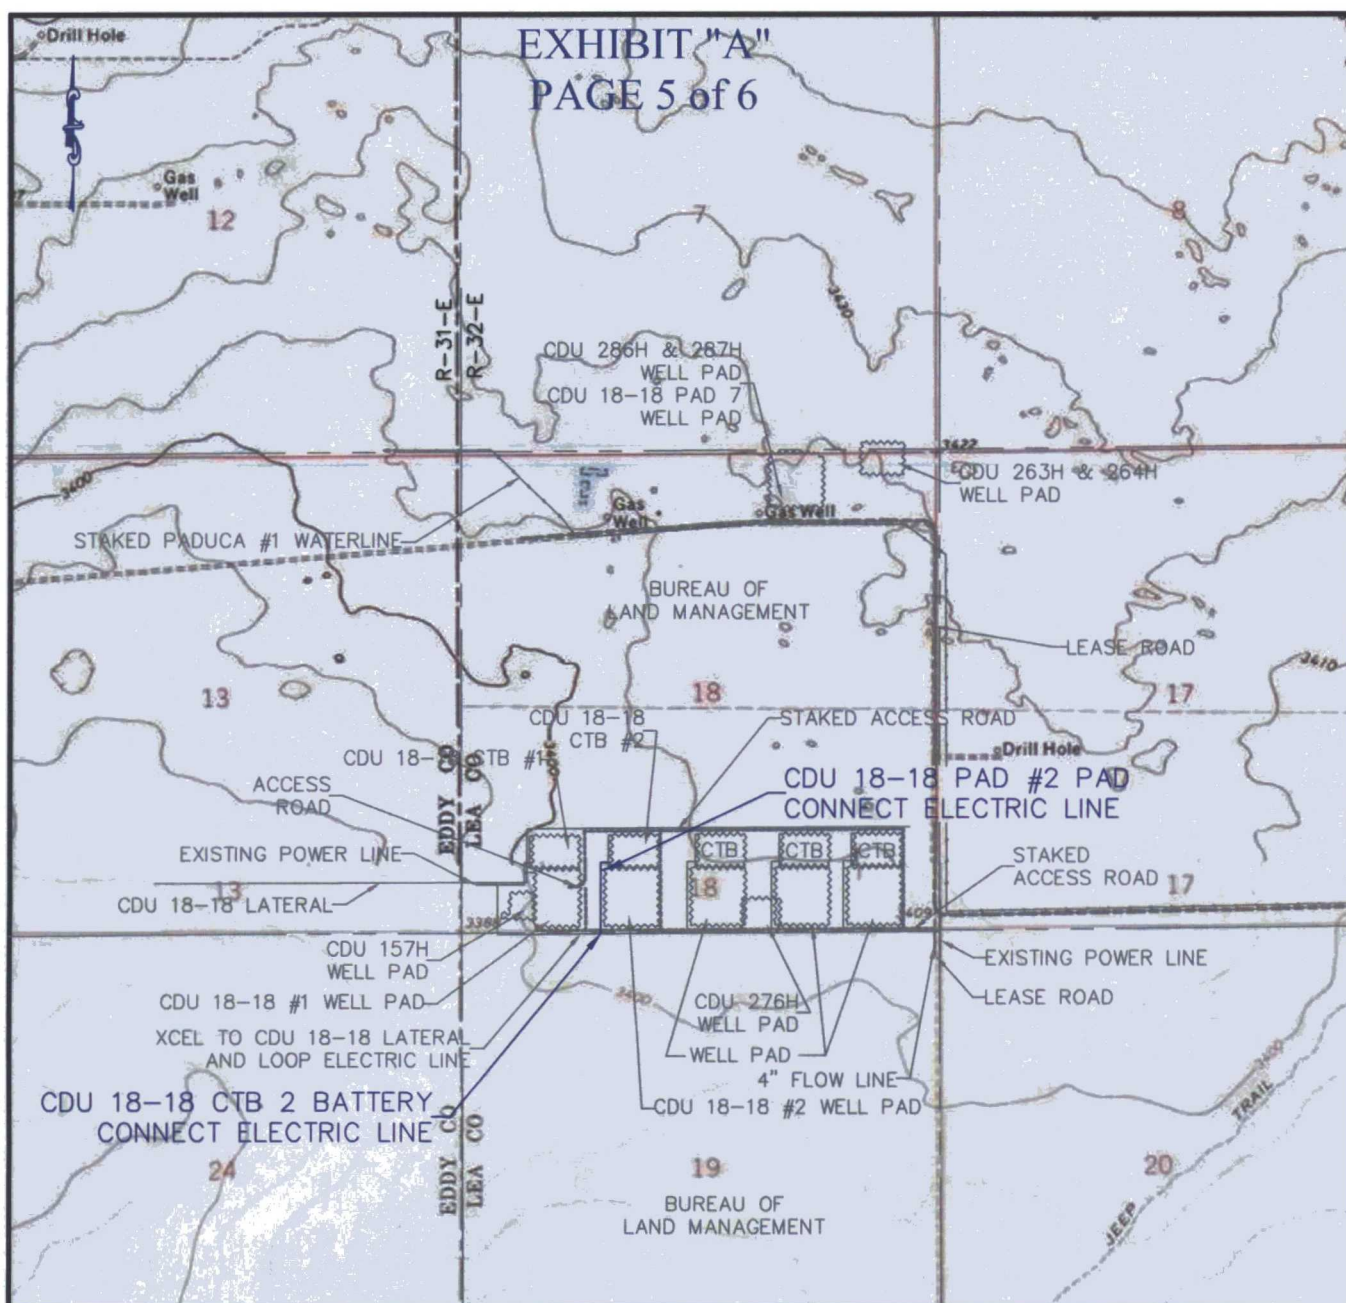 EXHIBIT "A"
PAGE 5 of 6
Drill Hole
Gas
Well
12
7
8
3430
R-31-E
R-32-E
CDU 286H & 287H
WELL PAD
CDU 18-18 PAD 7
WELL PAD
3422
CDU 263H & 264H
WELL PAD
3400
Gas
Well
Gas Well
STAKED PADUCA #1 WATERLINE
BUREAU OF
LAND MANAGEMENT
LEASE ROAD
3410
13
18
17
CDU 18-18
CTB #2
STAKED ACCESS ROAD
CDU 18-18 CTB #1
3400
Drill Hole
ACCESS
ROAD
EDDY CO
LEA CO
CDU 18-18 PAD #2 PAD
CONNECT ELECTRIC LINE
EXISTING POWER LINE
CTB
CTB
CTB
STAKED
ACCESS ROAD
13
18
17
CDU 18-18 LATERAL
3409
CDU 157H
WELL PAD
EXISTING POWER LINE
CDU 18-18 #1 WELL PAD
3400
CDU 276H
WELL PAD
LEASE ROAD
XCEL TO CDU 18-18 LATERAL
AND LOOP ELECTRIC LINE
WELL PAD
3400
4" FLOW LINE
CDU 18-18 CTB 2 BATTERY
CONNECT ELECTRIC LINE
CDU 18-18 #2 WELL PAD
EDDY CO
LEA CO
JEEP TRAIL
24
19
20
BUREAU OF
LAND MANAGEMENT